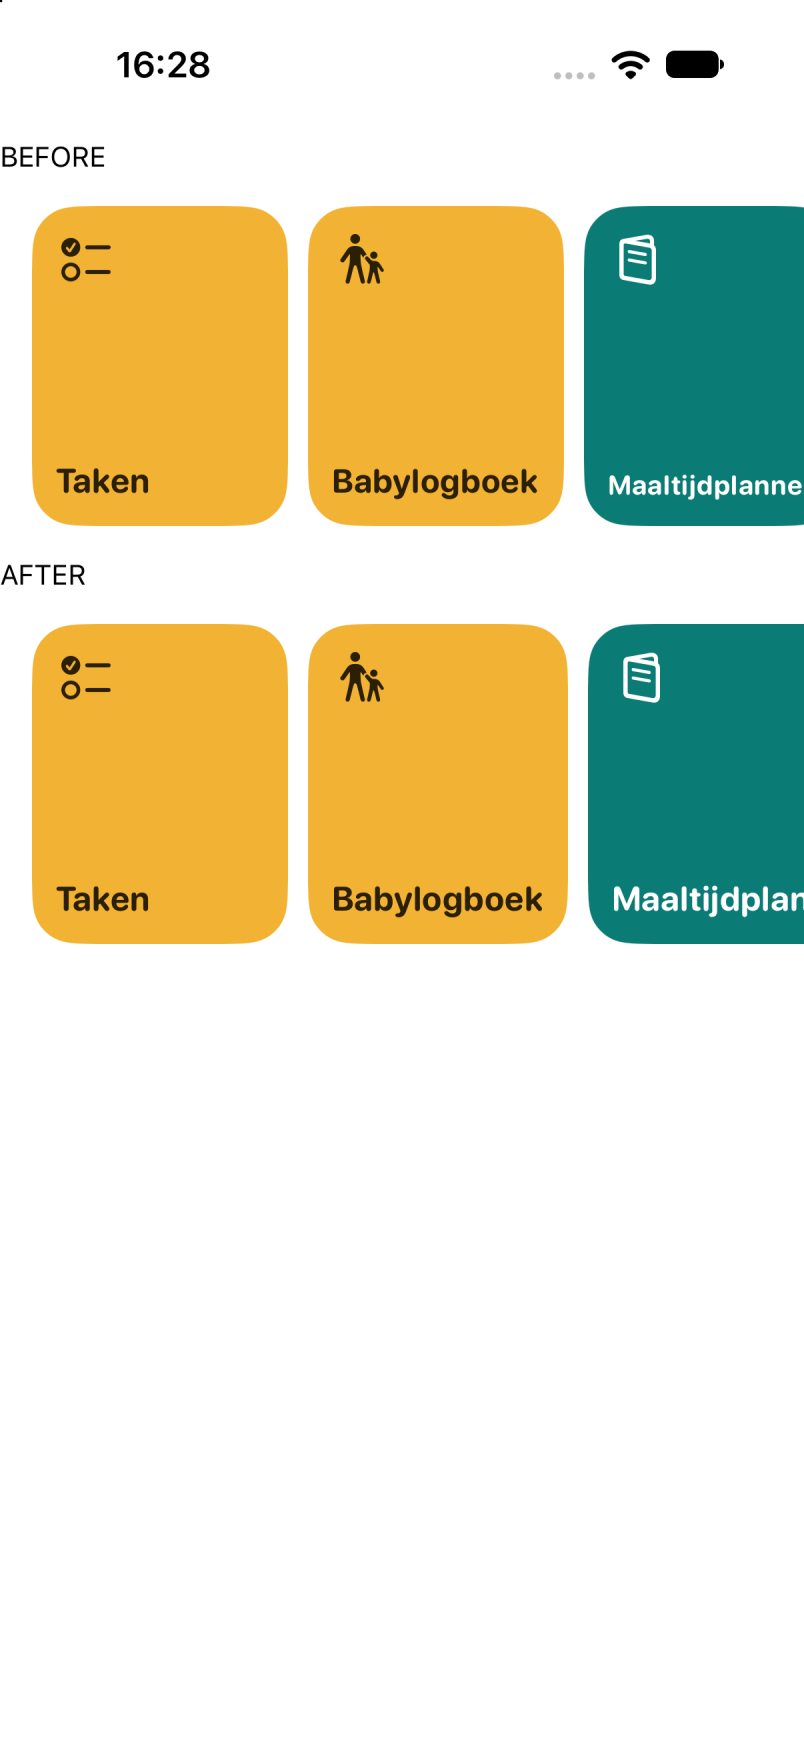 16:28
BEFORE
Taken
Babylogboek
Maaltijdplanne
AFTER
Taken
Babylogboek
Maaltijdplan